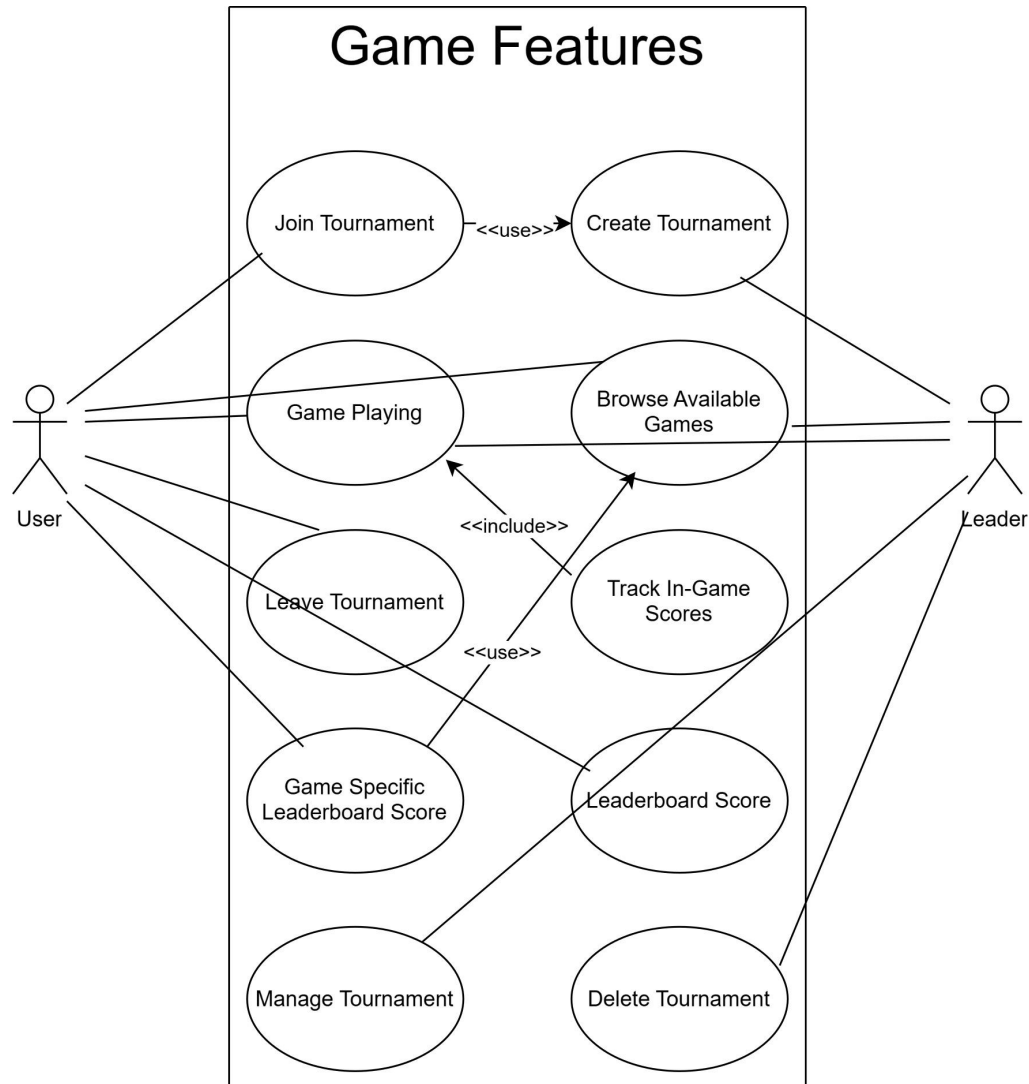 Game Features
Join Tournament
<<use>>
Create Tournament
Game Playing
Browse Available
Games
User
Leader
<<include>>
Leave Tournament
Track In-Game
Scores
<<use>>
Game Specific
Leaderboard Score
Leaderboard Score
Manage Tournament
Delete Tournament